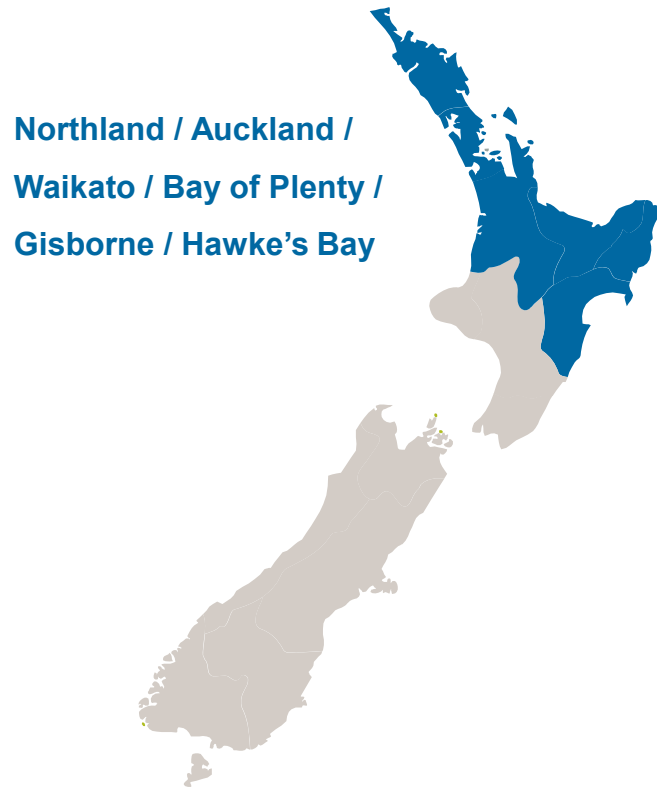 Northland / Auckland /
Waikato / Bay of Plenty /
Gisborne / Hawke’s Bay